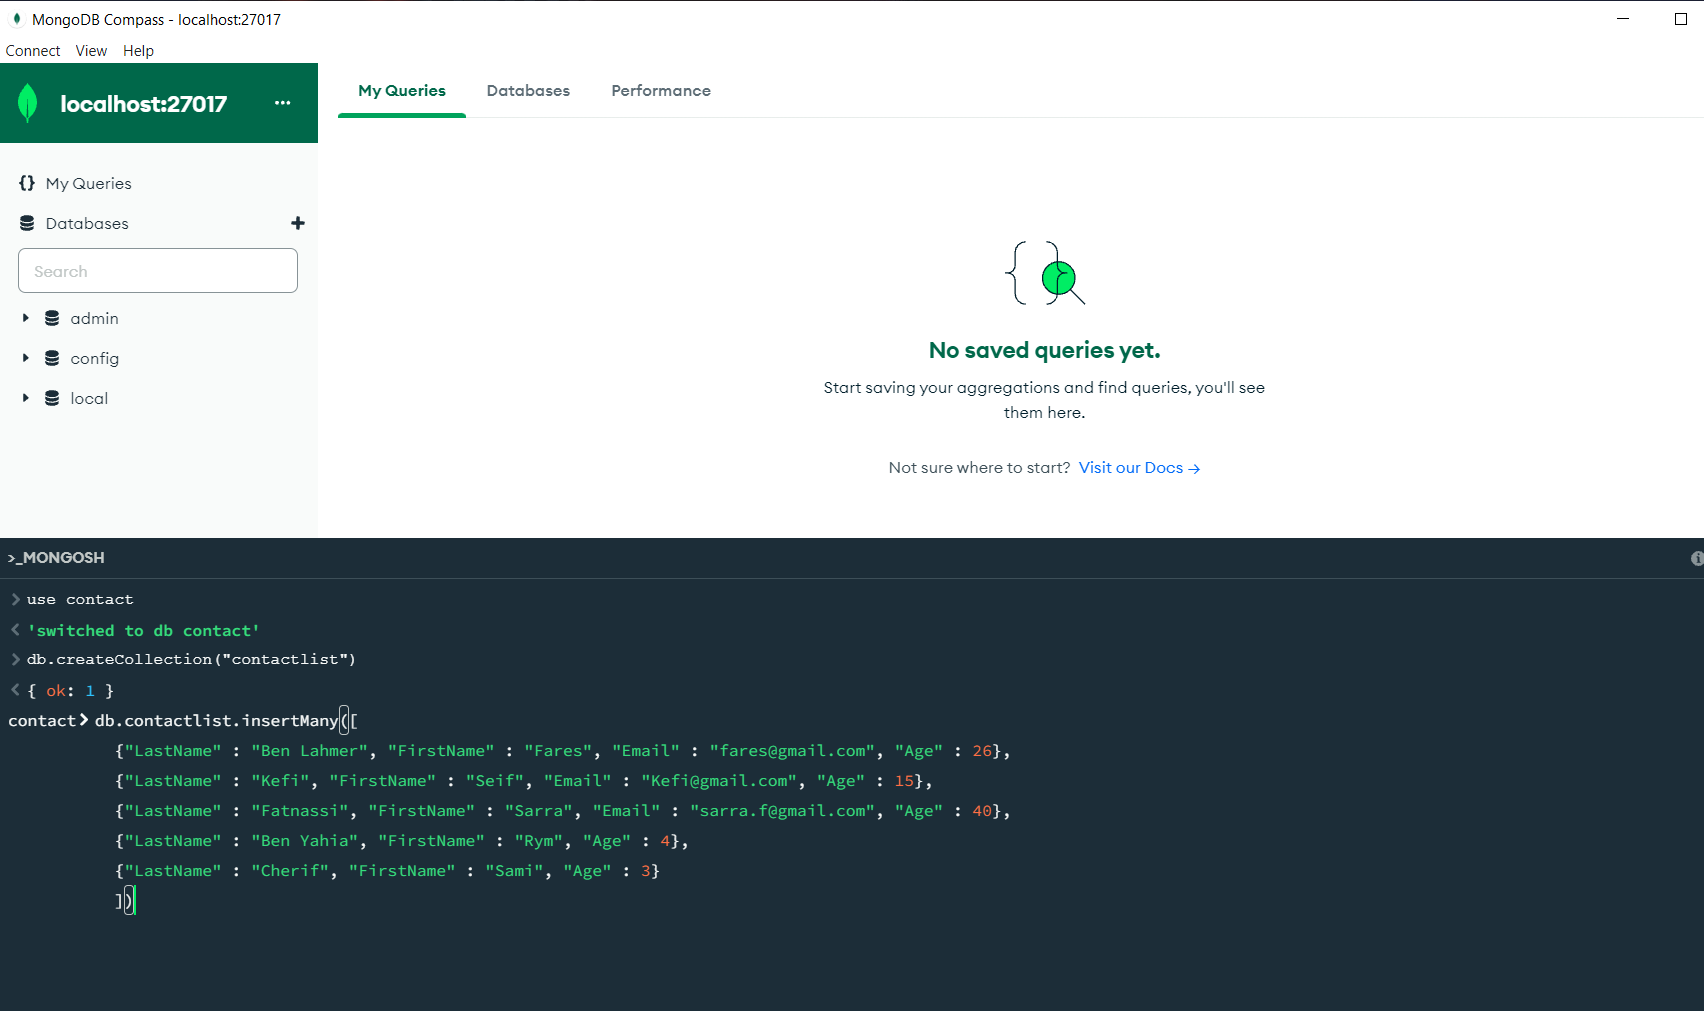 MongoDB Compass - localhost:27017
Connect View Help
localhost:27017 ...
My Queries Databases Performance
{} My Queries
Databases +
Search
admin
config
local
No saved queries yet.
Start saving your aggregations and find queries, you'll see
them here.
Not sure where to start? Visit our Docs →
>_MONGOSH
> use contact
< 'switched to db contact'
> db.createCollection("contactlist")
< { ok: 1 }
contact> db.contactlist.insertMany([
{"LastName" : "Ben Lahmer", "FirstName" : "Fares", "Email" : "fares@gmail.com", "Age" : 26},
{"LastName" : "Kefi", "FirstName" : "Seif", "Email" : "Kefi@gmail.com", "Age" : 15},
{"LastName" : "Fatnassi", "FirstName" : "Sarra", "Email" : "sarra.f@gmail.com", "Age" : 40},
{"LastName" : "Ben Yahia", "FirstName" : "Rym", "Age" : 4},
{"LastName" : "Cherif", "FirstName" : "Sami", "Age" : 3}
])